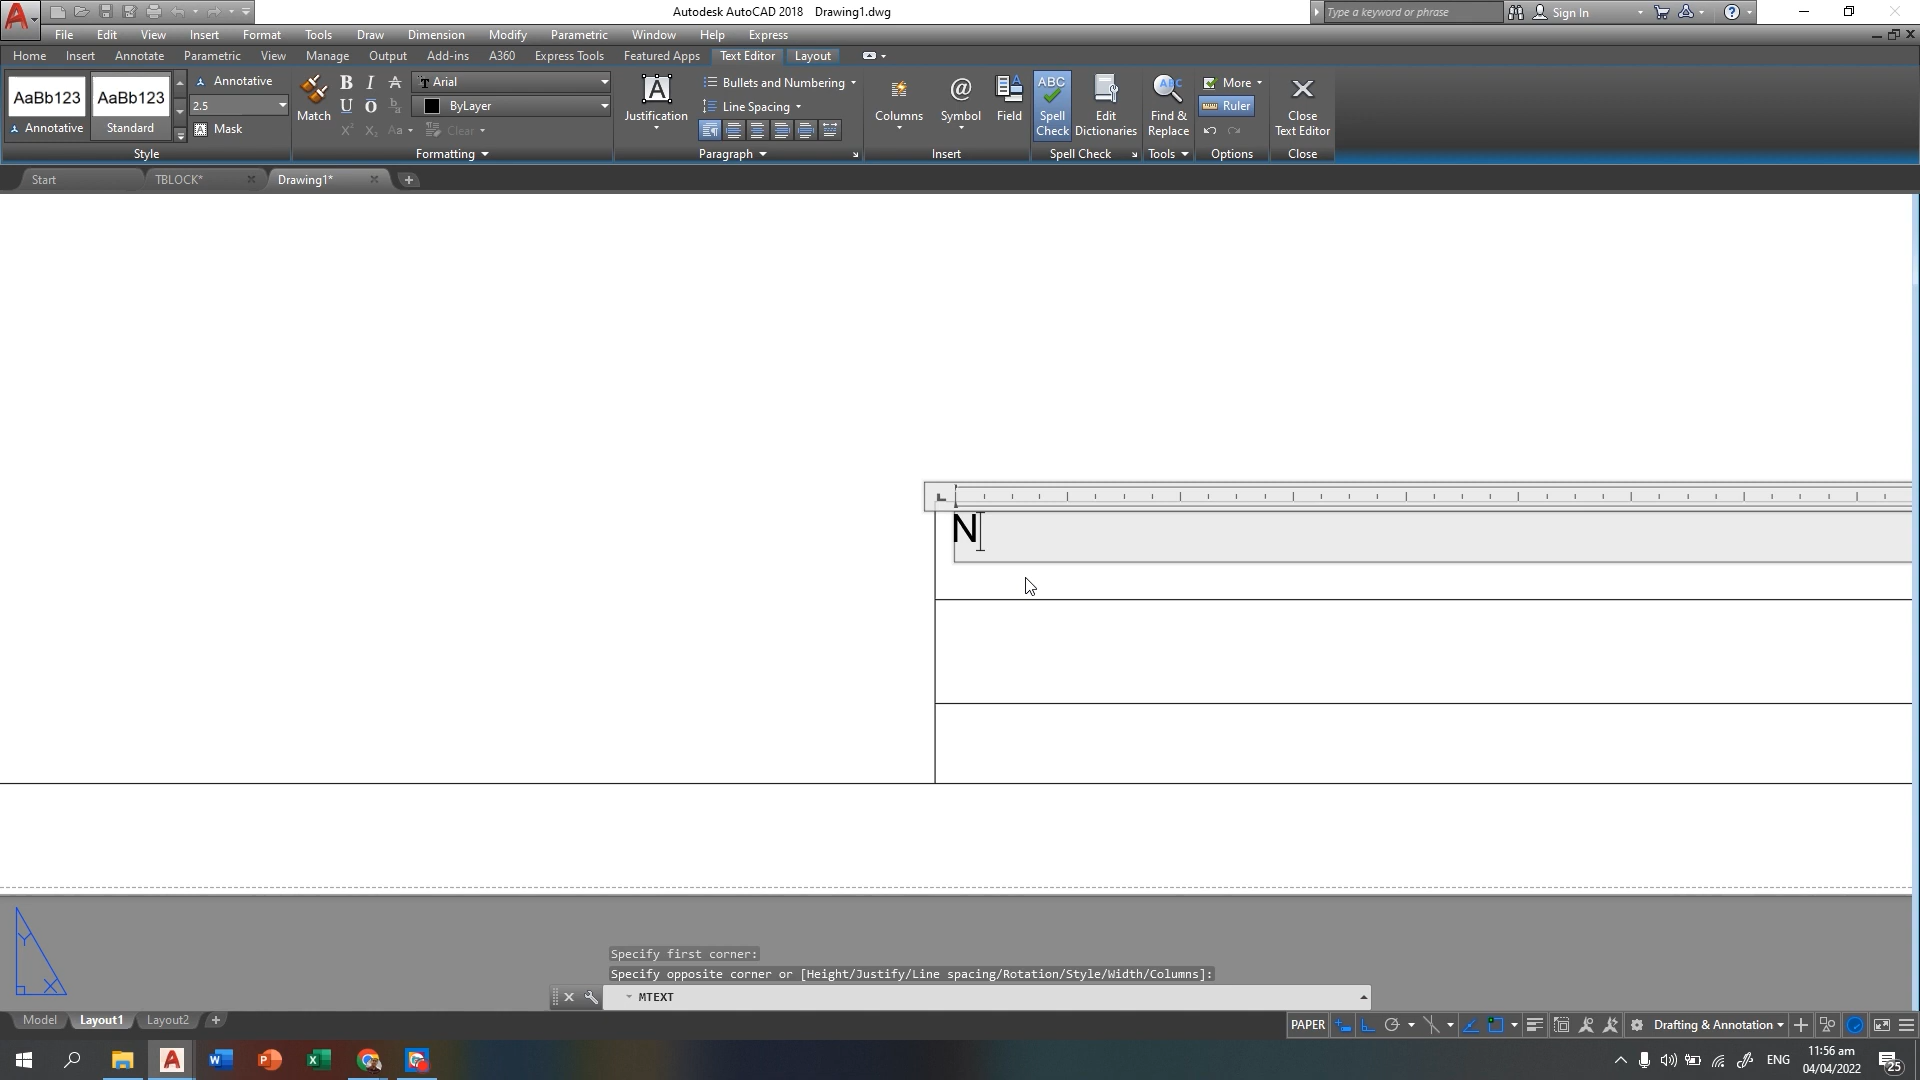 Autodesk AutoCAD 2018 Drawing1.dwg
Type a keyword or phrase
Sign In
File Edit View Insert Format Tools Draw Dimension Modify Parametric Window Help Express
Home Insert Annotate Parametric View Manage Output Add-ins A360 Express Tools Featured Apps Text Editor Layout
AaBb123 AaBb123
Annotative Standard
Annotative
2.5
Mask
Style
Match
Arial
ByLayer
Clear
Formatting
Justification
Bullets and Numbering
Line Spacing
Paragraph
Columns
Symbol
Field
Insert
ABC
Spell Check
Edit Dictionaries
Spell Check
ABC
Find & Replace
Tools
More
Ruler
Options
Close Text Editor
Close
Start TBLOCK* Drawing1*
N
Y
X
Specify first corner:
Specify opposite corner or [Height/Justify/Line spacing/Rotation/Style/Width/Columns]:
MTEXT
Model Layout1 Layout2
PAPER
Drafting & Annotation
ENG
11:56 am
04/04/2022
25